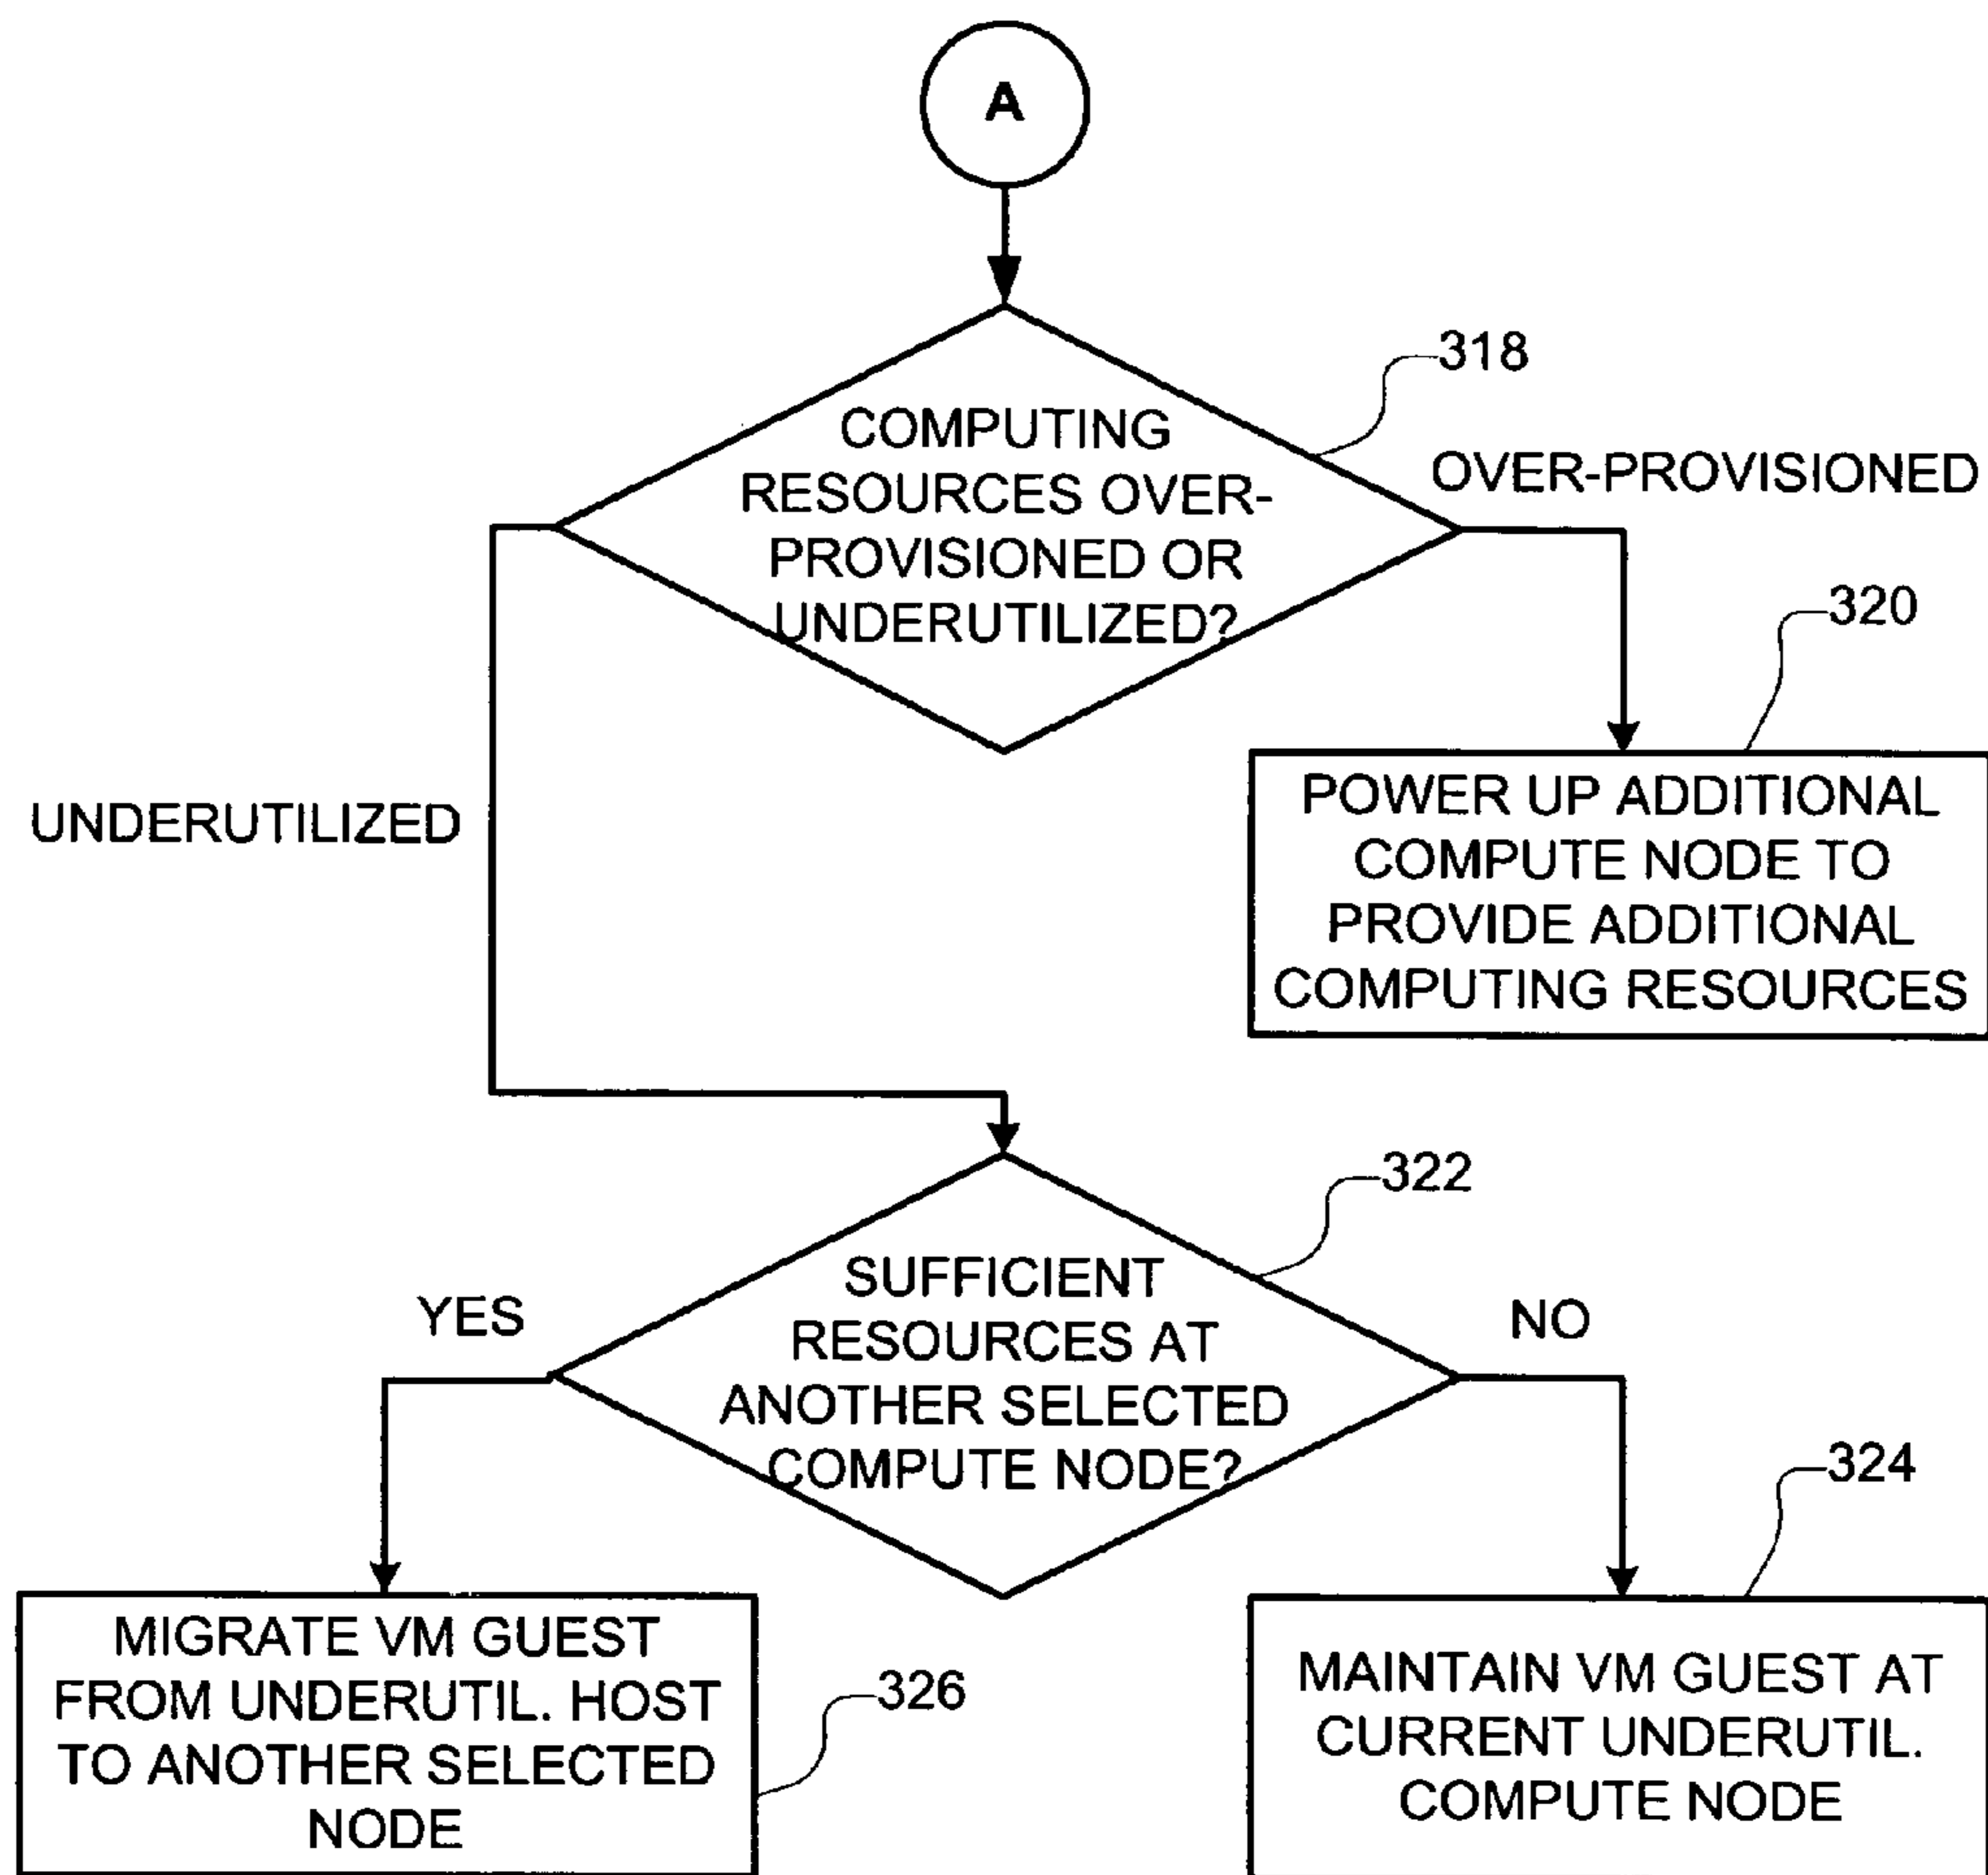 A
318
COMPUTING
RESOURCES OVER-
PROVISIONED OR
UNDERUTILIZED?
OVER-PROVISIONED
320
POWER UP ADDITIONAL
COMPUTE NODE TO
PROVIDE ADDITIONAL
COMPUTING RESOURCES
UNDERUTILIZED
322
SUFFICIENT
RESOURCES AT
ANOTHER SELECTED
COMPUTE NODE?
YES
NO
324
MIGRATE VM GUEST
FROM UNDERUTIL. HOST
TO ANOTHER SELECTED
NODE
326
MAINTAIN VM GUEST AT
CURRENT UNDERUTIL.
COMPUTE NODE